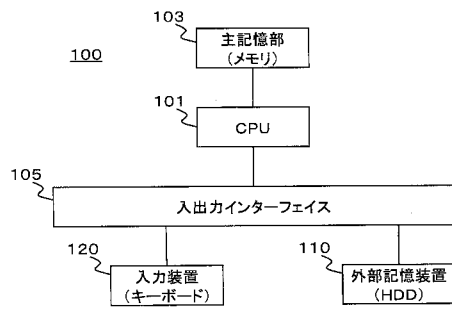 103
主記憶部
(メモリ)
100
101
CPU
105
入出力インターフェイス
120
110
入力装置
(キーボード)
外部記憶装置
(HDD)